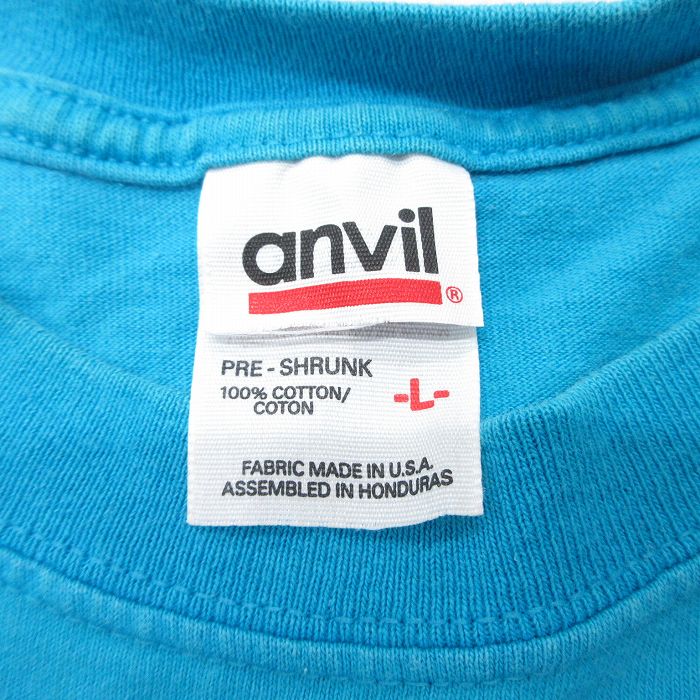 anvil®
PRE-SHRUNK
100% COTTON/
COTON
-L-
FABRIC MADE IN U.S.A.
ASSEMBLED IN HONDURAS